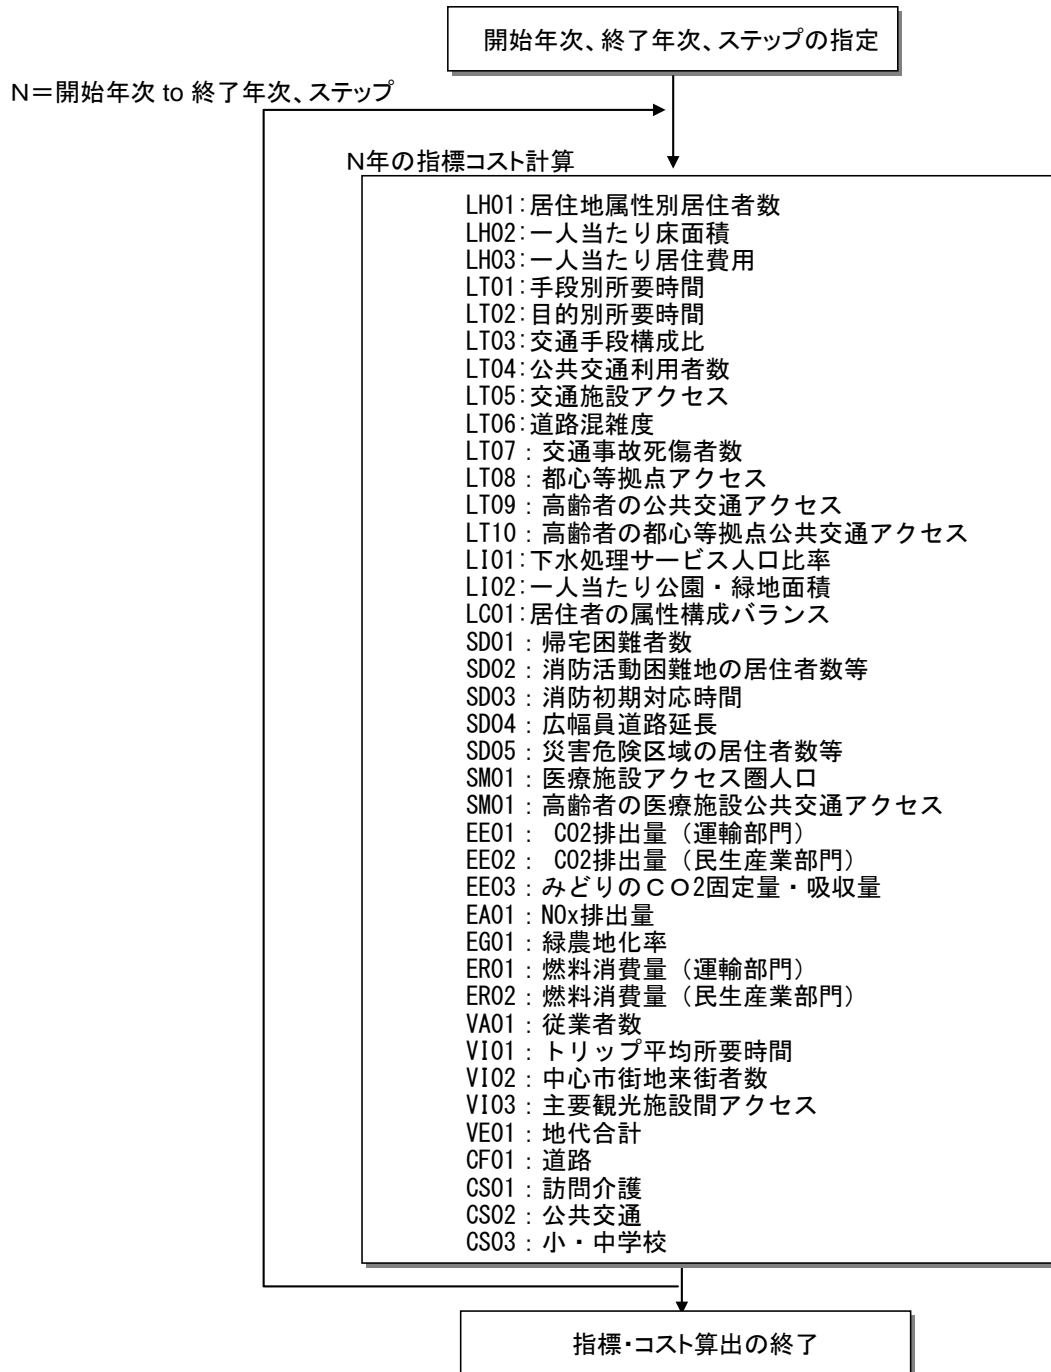 開始年次、終了年次、ステップの指定
N=開始年次 to 終了年次、ステップ
N年の指標コスト計算
LH01:居住地属性別居住者数
LH02:一人当たり床面積
LH03:一人当たり居住費用
LT01:手段別所要時間
LT02:目的別所要時間
LT03:交通手段構成比
LT04:公共交通利用者数
LT05:交通施設アクセス
LT06:道路混雑度
LT07：交通事故死傷者数
LT08：都心等拠点アクセス
LT09：高齢者の公共交通アクセス
LT10：高齢者の都心等拠点公共交通アクセス
LI01:下水処理サービス人口比率
LI02:一人当たり公園・緑地面積
LC01:居住者の属性構成バランス
SD01：帰宅困難者数
SD02：消防活動困難地の居住者数等
SD03：消防初期対応時間
SD04：広幅員道路延長
SD05：災害危険区域の居住者数等
SM01：医療施設アクセス圏人口
SM01：高齢者の医療施設公共交通アクセス
EE01： CO2排出量（運輸部門）
EE02： CO2排出量（民生産業部門）
EE03：みどりのＣＯ2固定量・吸収量
EA01：NOx排出量
EG01：緑農地化率
ER01：燃料消費量（運輸部門）
ER02：燃料消費量（民生産業部門）
VA01：従業者数
VI01：トリップ平均所要時間
VI02：中心市街地来街者数
VI03：主要観光施設間アクセス
VE01：地代合計
CF01：道路
CS01：訪問介護
CS02：公共交通
CS03：小・中学校
指標・コスト算出の終了